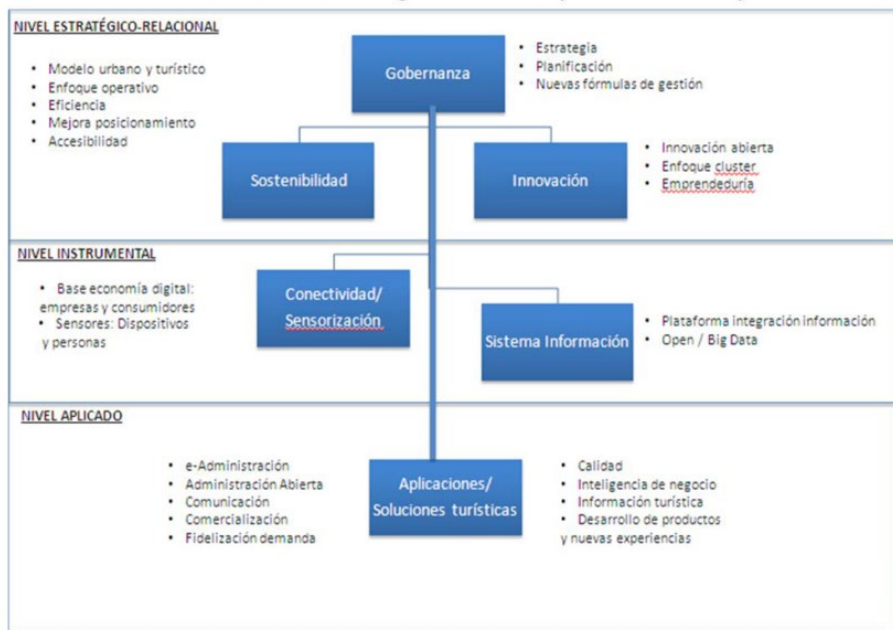 NIVEL ESTRATÉGICO-RELACIONAL
• Modelo urbano y turístico
• Enfoque operativo
• Eficiencia
• Mejora posicionamiento
• Accesibilidad
Gobernanza
• Estrategia
• Planificación
• Nuevas fórmulas de gestión
Sostenibilidad
Innovación
• Innovación abierta
• Enfoque cluster
• Emprendeduría
NIVEL INSTRUMENTAL
• Base economía digital:
empresas y consumidores
• Sensores: Dispositivos
y personas
Conectividad/
Sensorización
Sistema Información
• Plataforma integración información
• Open / Big Data
NIVEL APLICADO
• e-Administración
• Administración Abierta
• Comunicación
• Comercialización
• Fidelización demanda
Aplicaciones/
Soluciones turísticas
• Calidad
• Inteligencia de negocio
• Información turística
• Desarrollo de productos
y nuevas experiencias